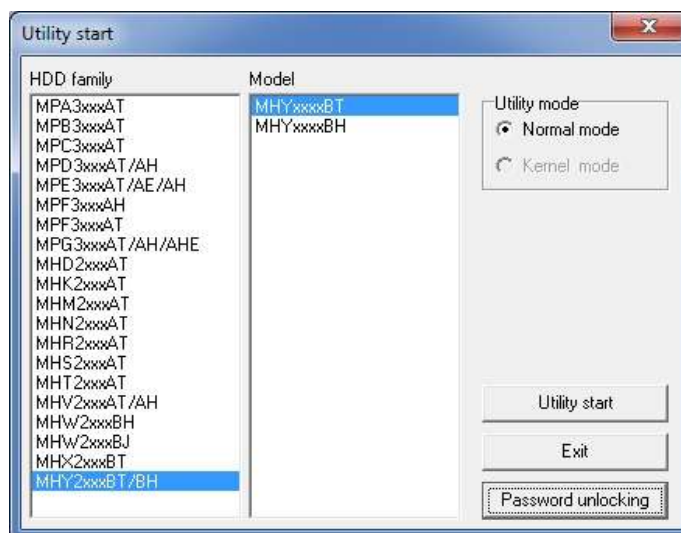 Utility start
HDD family
MPA3xxxAT
MPB3xxxAT
MPC3xxxAT
MPD3xxxAT/AH
MPE3xxxAT/AE/AH
MPF3xxxAH
MPF3xxxAT
MPG3xxxAT/AH/AHE
MHD2xxxAT
MHK2xxxAT
MHM2xxxAT
MHN2xxxAT
MHR2xxxAT
MHS2xxxAT
MHT2xxxAT
MHV2xxxAT/AH
MHW2xxxBH
MHW2xxxBJ
MHX2xxxBT
MHY2xxxBT/BH
Model
MHYxxxxBT
MHYxxxxBH
Utility mode
Normal mode
Kernel mode
Utility start
Exit
Password unlocking